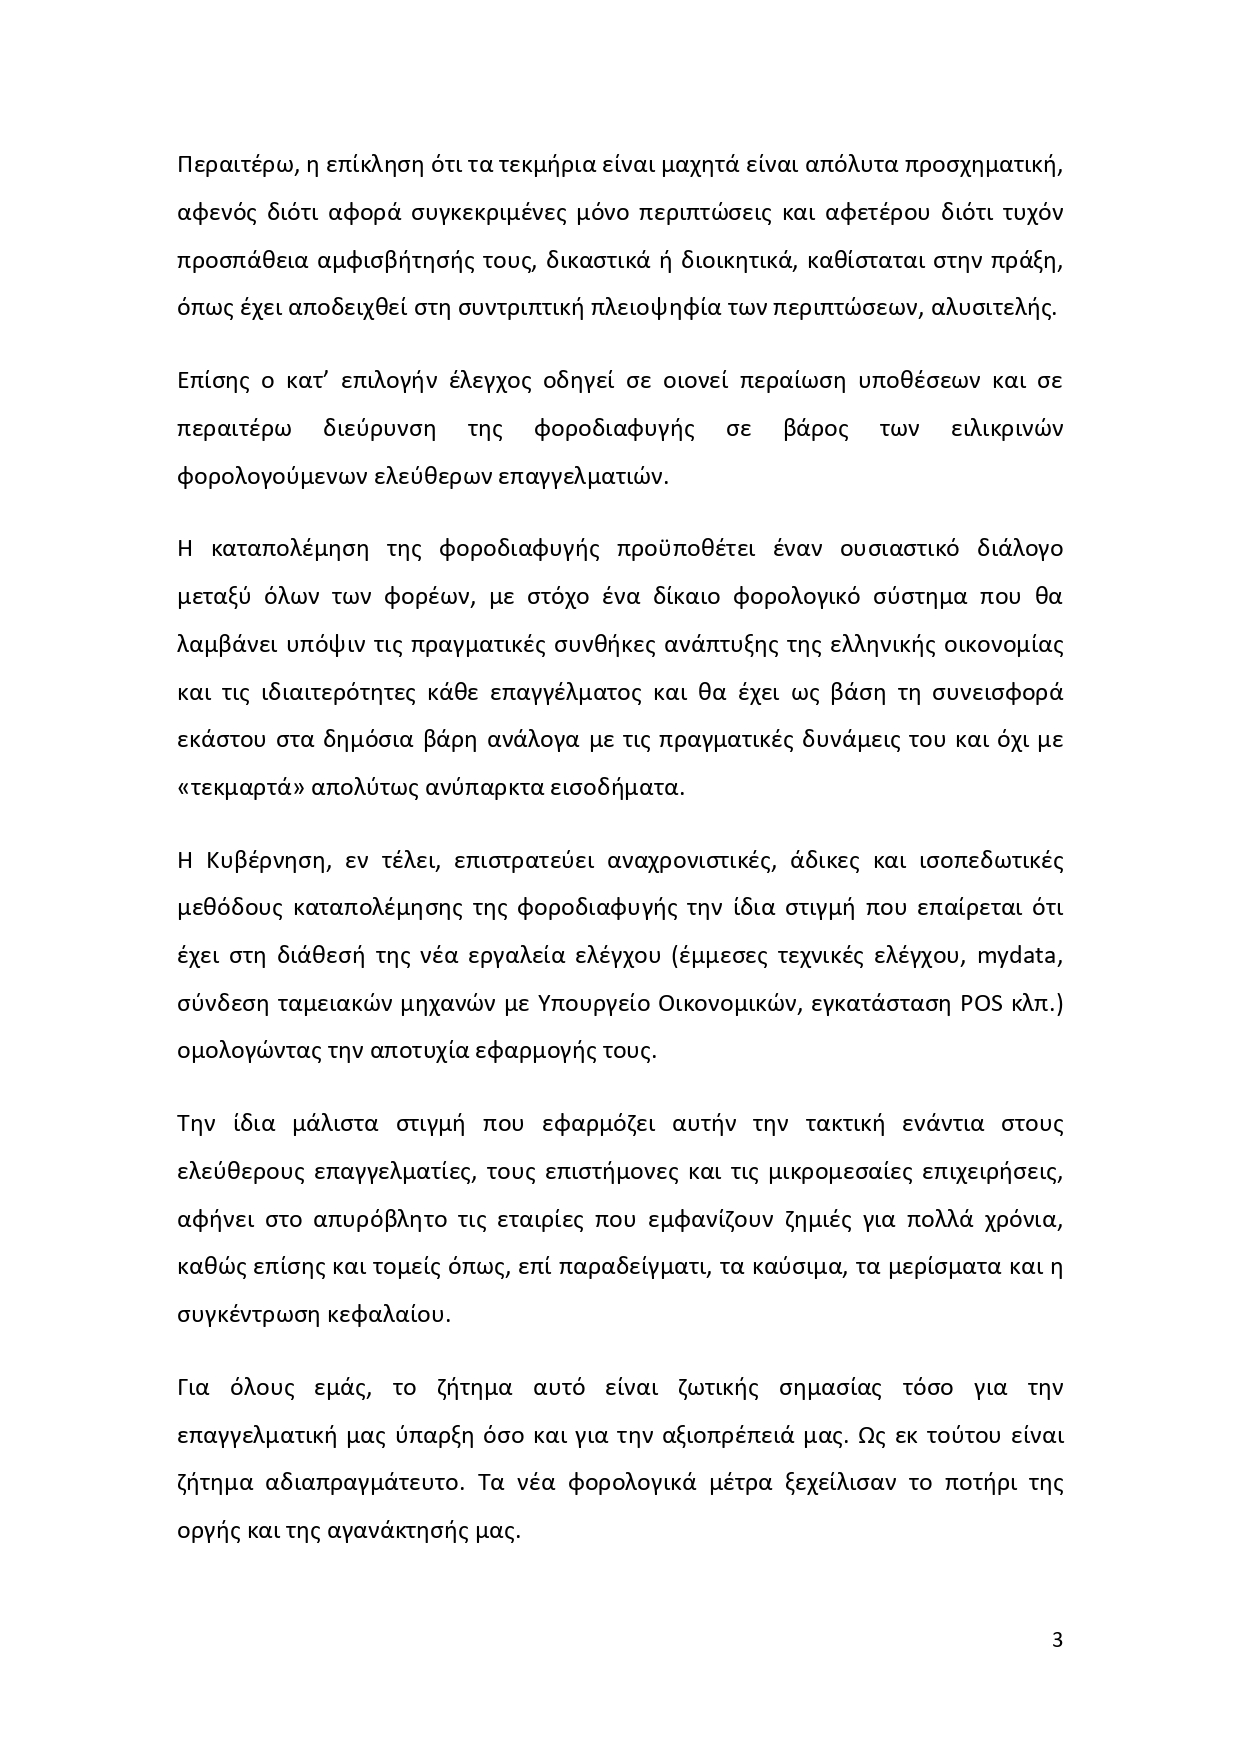 Περαιτέρω, η επίκληση ότι τα τεκμήρια είναι μαχητά είναι απόλυτα προσχηματική,
αφενός διότι αφορά συγκεκριμένες μόνο περιπτώσεις και αφετέρου διότι τυχόν
προσπάθεια αμφισβήτησής τους, δικαστικά ή διοικητικά, καθίσταται στην πράξη,
όπως έχει αποδειχθεί στη συντριπτική πλειοψηφία των περιπτώσεων, αλυσιτελής.
Επίσης ο κατ’ επιλογήν έλεγχος οδηγεί σε οιονεί περαίωση υποθέσεων και σε
περαιτέρω διεύρυνση της φοροδιαφυγής σε βάρος των ειλικρινών
φορολογούμενων ελεύθερων επαγγελματιών.
Η καταπολέμηση της φοροδιαφυγής προϋποθέτει έναν ουσιαστικό διάλογο
μεταξύ όλων των φορέων, με στόχο ένα δίκαιο φορολογικό σύστημα που θα
λαμβάνει υπόψιν τις πραγματικές συνθήκες ανάπτυξης της ελληνικής οικονομίας
και τις ιδιαιτερότητες κάθε επαγγέλματος και θα έχει ως βάση τη συνεισφορά
εκάστου στα δημόσια βάρη ανάλογα με τις πραγματικές δυνάμεις του και όχι με
«τεκμαρτά» απολύτως ανύπαρκτα εισοδήματα.
Η Κυβέρνηση, εν τέλει, επιστρατεύει αναχρονιστικές, άδικες και ισοπεδωτικές
μεθόδους καταπολέμησης της φοροδιαφυγής την ίδια στιγμή που επαίρεται ότι
έχει στη διάθεσή της νέα εργαλεία ελέγχου (έμμεσες τεχνικές ελέγχου, mydata,
σύνδεση ταμειακών μηχανών με Υπουργείο Οικονομικών, εγκατάσταση POS κλπ.)
ομολογώντας την αποτυχία εφαρμογής τους.
Την ίδια μάλιστα στιγμή που εφαρμόζει αυτήν την τακτική ενάντια στους
ελεύθερους επαγγελματίες, τους επιστήμονες και τις μικρομεσαίες επιχειρήσεις,
αφήνει στο απυρόβλητο τις εταιρίες που εμφανίζουν ζημιές για πολλά χρόνια,
καθώς επίσης και τομείς όπως, επί παραδείγματι, τα καύσιμα, τα μερίσματα και η
συγκέντρωση κεφαλαίου.
Για όλους εμάς, το ζήτημα αυτό είναι ζωτικής σημασίας τόσο για την
επαγγελματική μας ύπαρξη όσο και για την αξιοπρέπειά μας. Ως εκ τούτου είναι
ζήτημα αδιαπραγμάτευτο. Τα νέα φορολογικά μέτρα ξεχείλισαν το ποτήρι της
οργής και της αγανάκτησής μας.
3